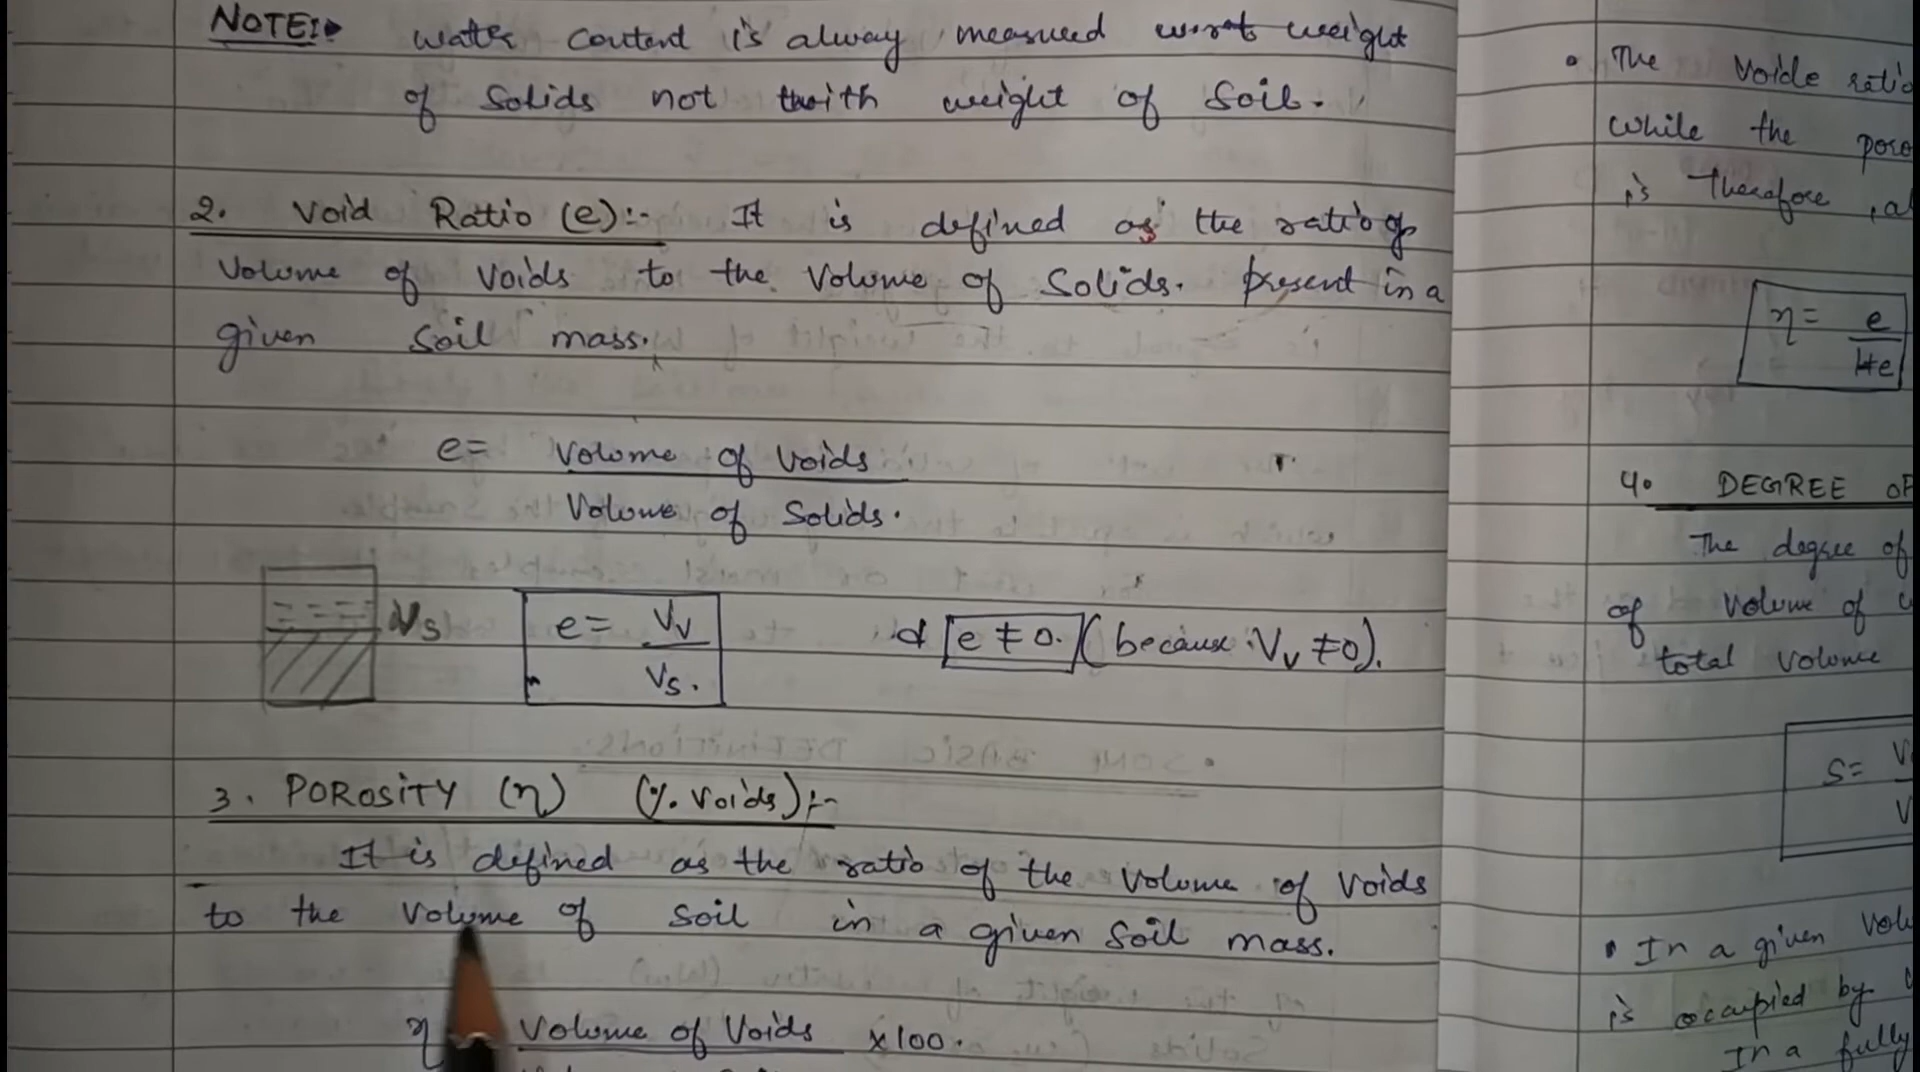 NOTE:-
water content is alway measured w.r.t weight
of Solids not with weight of Soil.
2. Void Ratio (e):- It is defined as the ratio of
Volume of Voids to the Volume of Solids. Present in a
given Soil mass.
e= Volume of Voids
Volume of Solids.
Vs
e= Vv
Vs.
e ≠ 0. (because Vv ≠0).
3. POROSITY (η) (% Voids):-
It is defined as the ratio of the Volume of Voids
to the Volume of Soil in a given Soil mass.
η Volume of Voids ×100.
• The Voide ratio
While the
is Therefore,
η= e
1+e
4. DEGREE OF
The degree of
of Volume of
total Volume
S= V
V
• In a given
is occupied by
In a fully